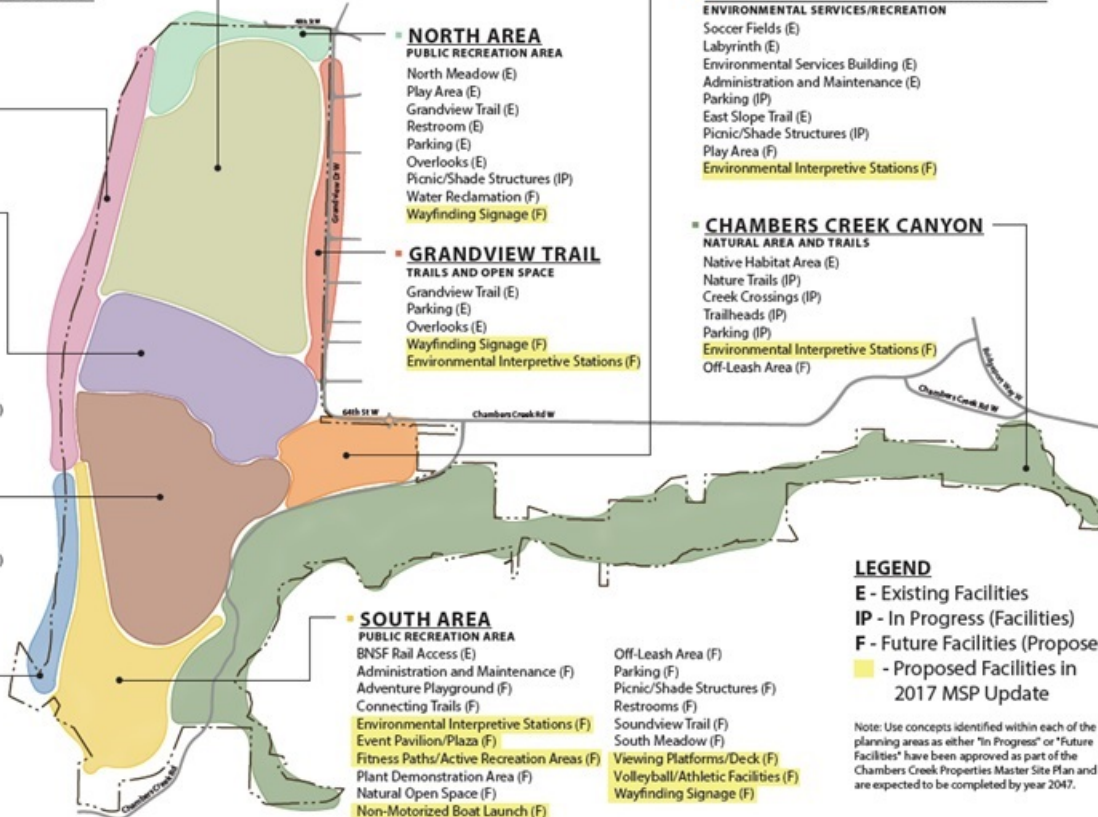 48th St W
Grandview Dr W
NORTH AREA
PUBLIC RECREATION AREA
North Meadow (E)
Play Area (E)
Grandview Trail (E)
Restroom (E)
Parking (E)
Overlooks (E)
Picnic/Shade Structures (IP)
Water Reclamation (F)
Wayfinding Signage (F)
GRANDVIEW TRAIL
TRAILS AND OPEN SPACE
Grandview Trail (E)
Parking (E)
Overlooks (E)
Wayfinding Signage (F)
Environmental Interpretive Stations (F)
ENVIRONMENTAL SERVICES/RECREATION
Soccer Fields (E)
Labyrinth (E)
Environmental Services Building (E)
Administration and Maintenance (E)
Parking (IP)
East Slope Trail (E)
Picnic/Shade Structures (IP)
Play Area (F)
Environmental Interpretive Stations (F)
CHAMBERS CREEK CANYON
NATURAL AREA AND TRAILS
Native Habitat Area (E)
Nature Trails (IP)
Creek Crossings (IP)
Trailheads (IP)
Parking (IP)
Environmental Interpretive Stations (F)
Off-Leash Area (F)
64th St W
Chambers Creek Rd W
Chambers Creek Rd W
Bridgeport Way W
SOUTH AREA
PUBLIC RECREATION AREA
BNSF Rail Access (E)
Administration and Maintenance (F)
Adventure Playground (F)
Connecting Trails (F)
Environmental Interpretive Stations (F)
Event Pavilion/Plaza (F)
Fitness Paths/Active Recreation Areas (F)
Plant Demonstration Area (F)
Natural Open Space (F)
Non-Motorized Boat Launch (F)
Off-Leash Area (F)
Parking (F)
Picnic/Shade Structures (F)
Restrooms (F)
Soundview Trail (F)
South Meadow (F)
Viewing Platforms/Deck (F)
Volleyball/Athletic Facilities (F)
Wayfinding Signage (F)
Chambers Creek Rd
LEGEND
E - Existing Facilities
IP - In Progress (Facilities)
F - Future Facilities (Propose
- Proposed Facilities in
2017 MSP Update
Note: Use concepts identified within each of the
planning areas as either "In Progress" or "Future
Facilities" have been approved as part of the
Chambers Creek Properties Master Site Plan and
are expected to be completed by year 2047.